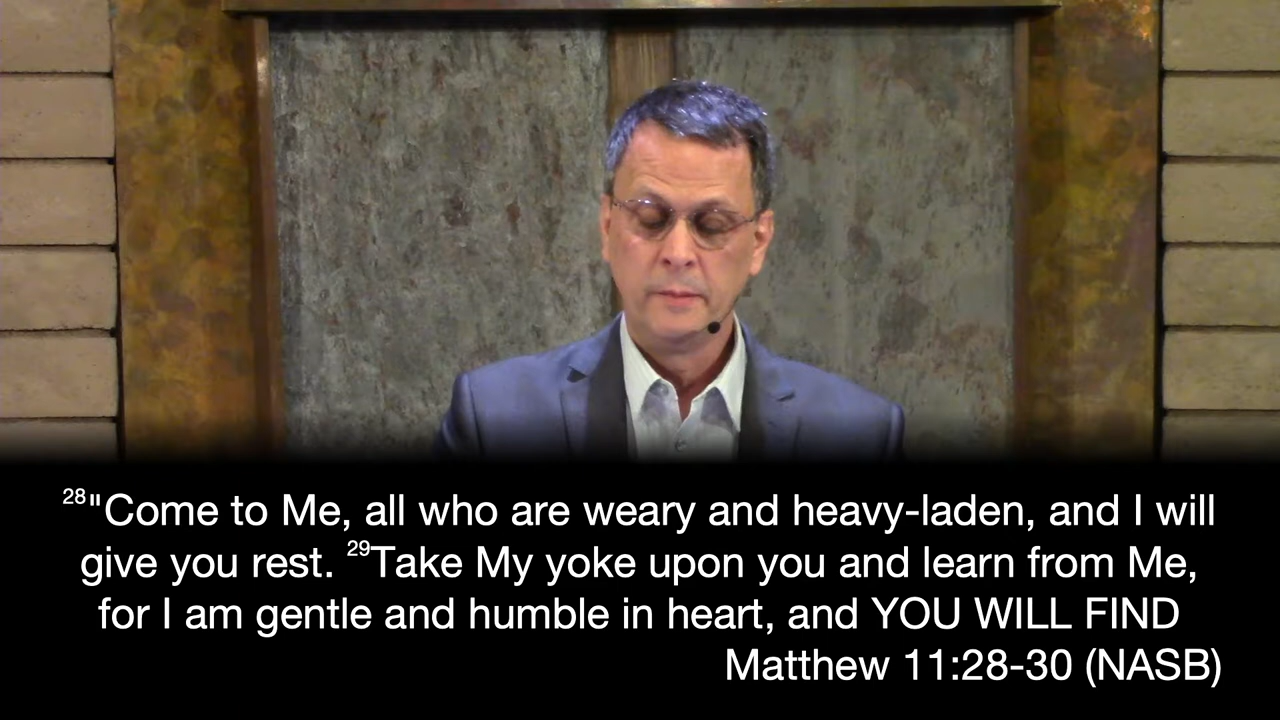 28"Come to Me, all who are weary and heavy-laden, and I will
give you rest. 29Take My yoke upon you and learn from Me,
for I am gentle and humble in heart, and YOU WILL FIND
Matthew 11:28-30 (NASB)